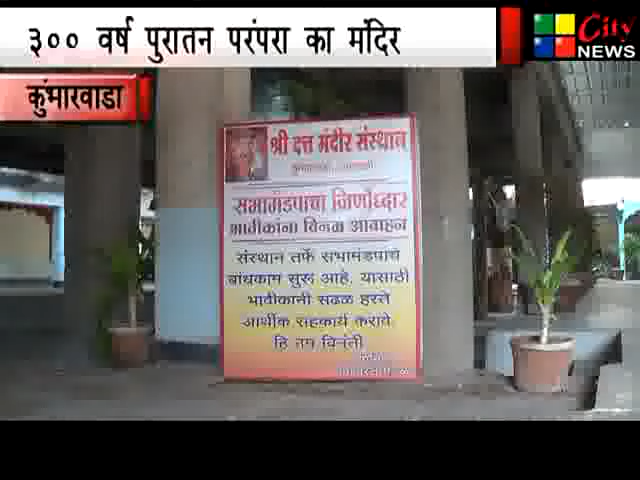 ३०० वर्ष पुरातन परंपरा का मंदिर
City
NEWS
कुंभारवाडा
श्री दत्त मंदीर संस्थान
सभामंडपाचा जिर्णोध्दार
भावीकांना विनम्र आवाहन
संस्थान तर्फे सभामंडपाचे
बांधकाम सुरू आहे. यासाठी
भावीकांनी सढळ हस्ते
आर्थीक सहकार्य करावे.
हि नम्र विनंती.